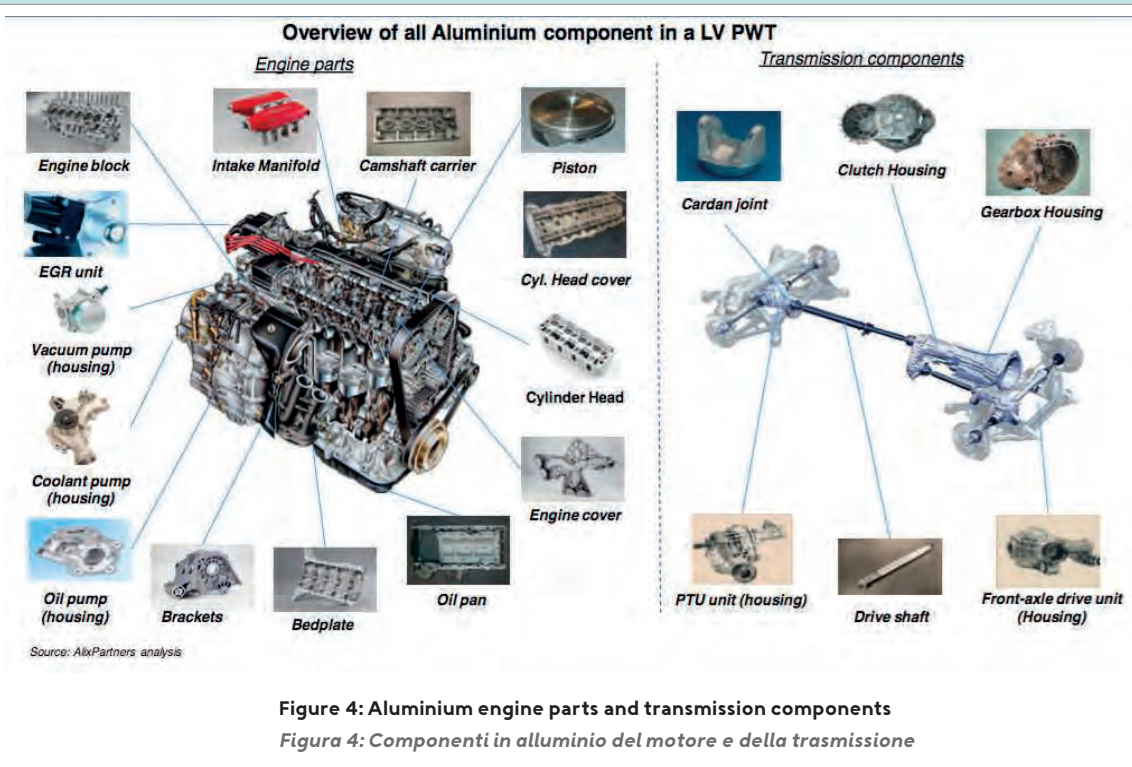 Overview of all Aluminium component in a LV PWT
Engine parts
Transmission components
Engine block
Intake Manifold
Camshaft carrier
Piston
EGR unit
Cyl. Head cover
Vacuum pump
(housing)
Cylinder Head
Coolant pump
(housing)
Engine cover
Oil pump
(housing)
Brackets
Bedplate
Oil pan
Cardan joint
Clutch Housing
Gearbox Housing
PTU unit (housing)
Drive shaft
Front-axle drive unit
(Housing)
Source: AlixPartners analysis
Figure 4: Aluminium engine parts and transmission components
Figura 4: Componenti in alluminio del motore e della trasmissione